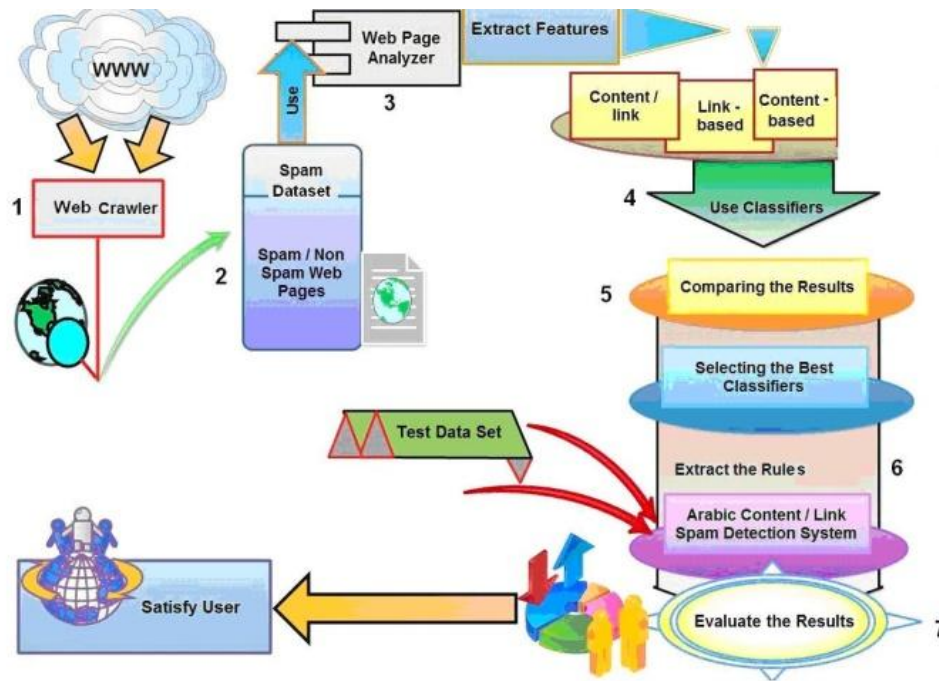 WWW
1
Web Crawler
2
Spam
Dataset
Spam / Non
Spam Web
Pages
Use
Web Page
Analyzer
3
Extract Features
Content /
link
Link -
based
Content -
based
4
Use Classifiers
5
Comparing the Results
Selecting the Best
Classifiers
Extract the Rules
6
Test Data Set
Arabic Content / Link
Spam Detection System
Evaluate the Results
7
Satisfy User